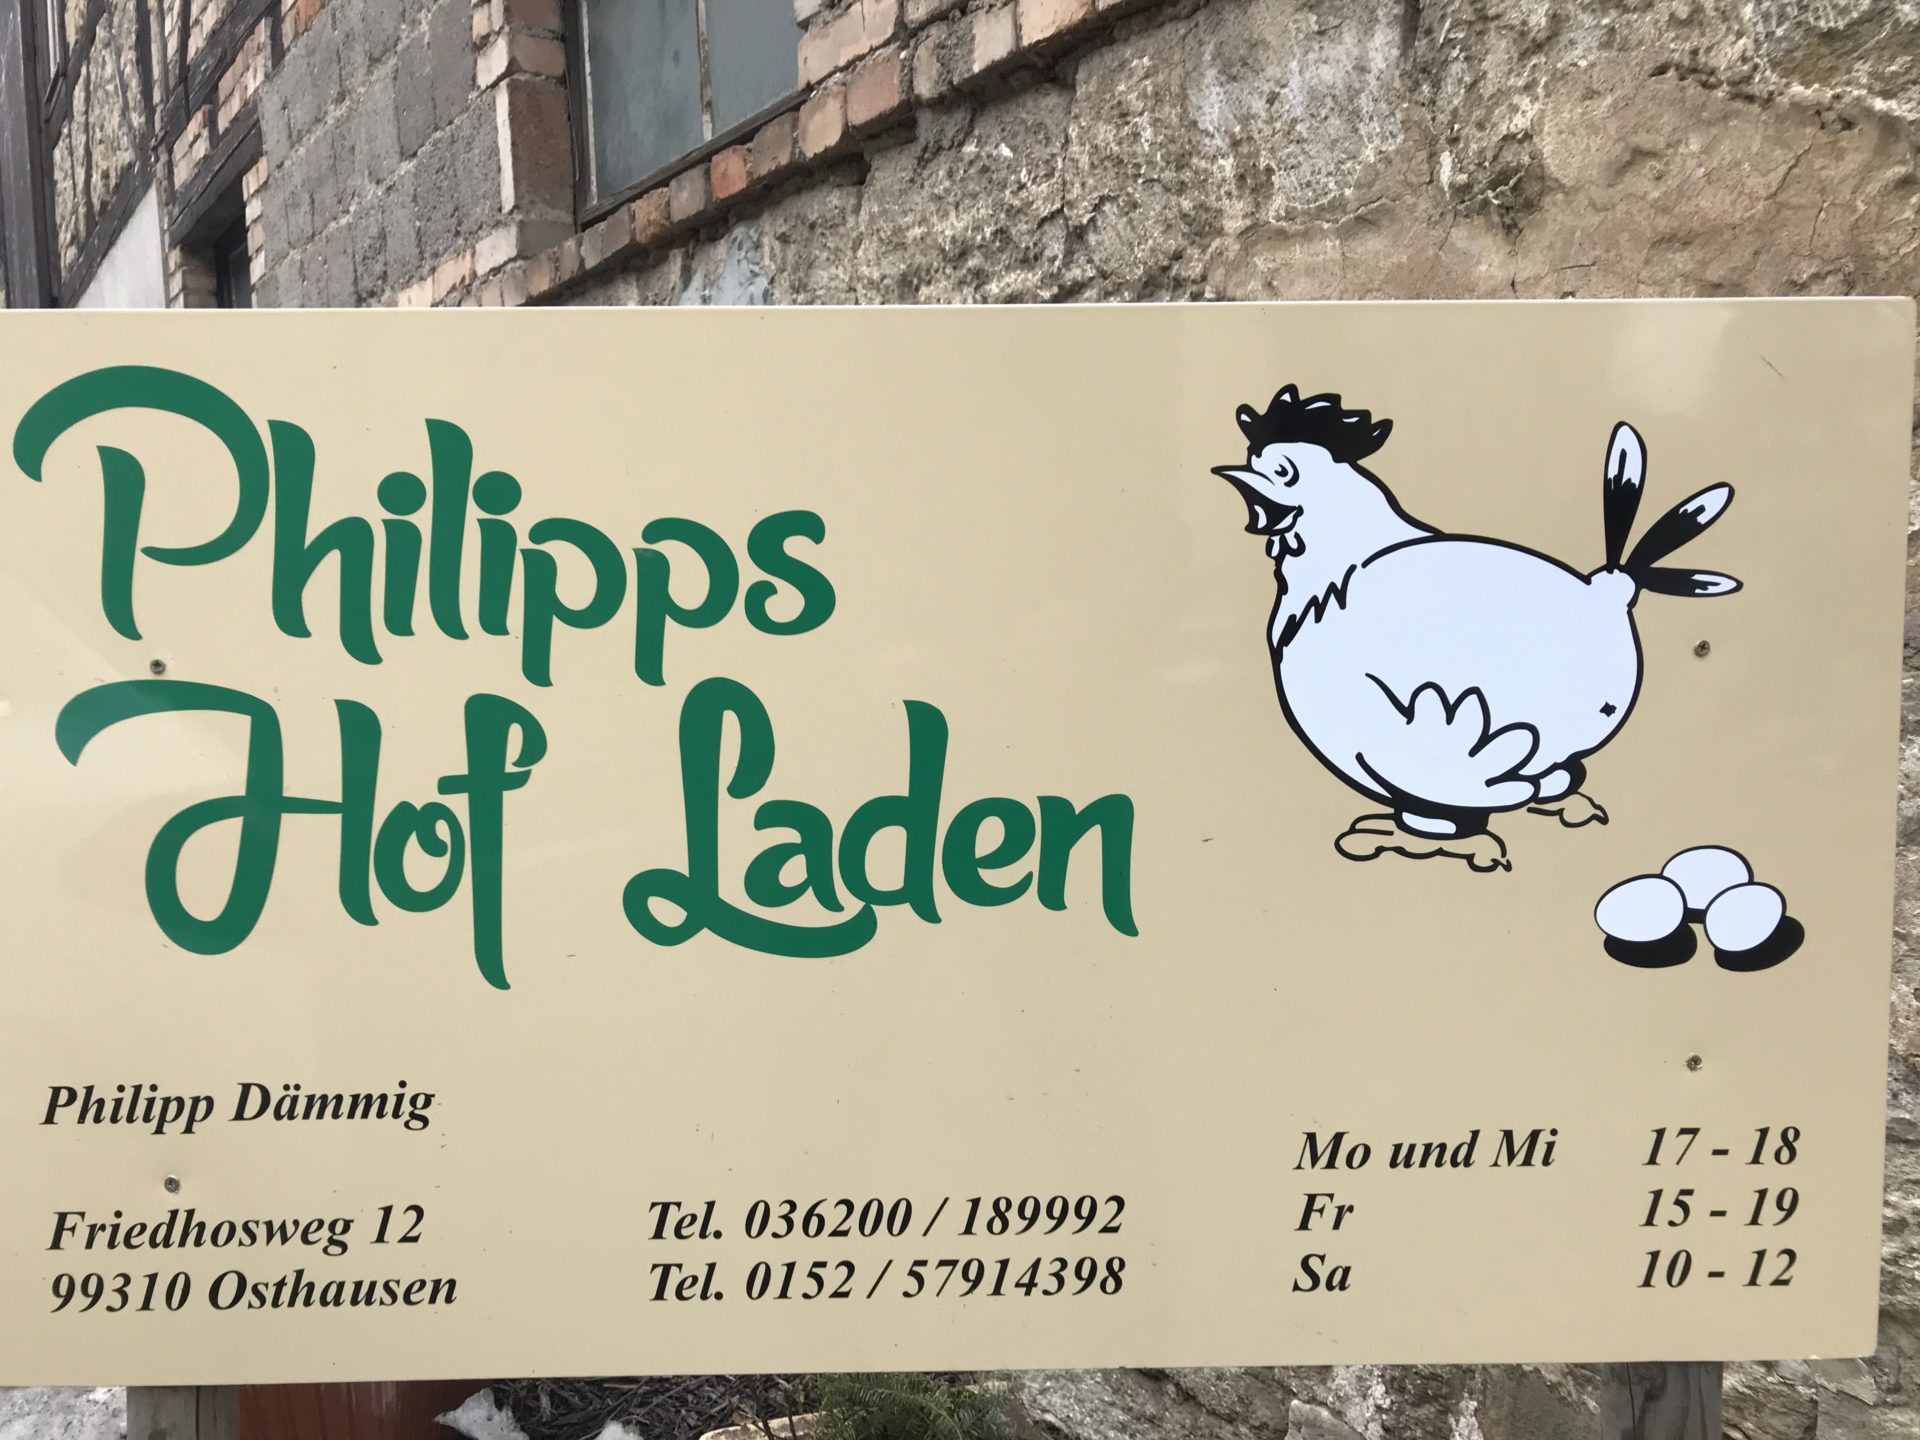 Philipps
Hof Laden
Philipp Dämmig
Friedhosweg 12
99310 Osthausen
Tel. 036200 / 189992
Tel. 0152 / 57914398
Mo und Mi 17 - 18
Fr 15 - 19
Sa 10 - 12